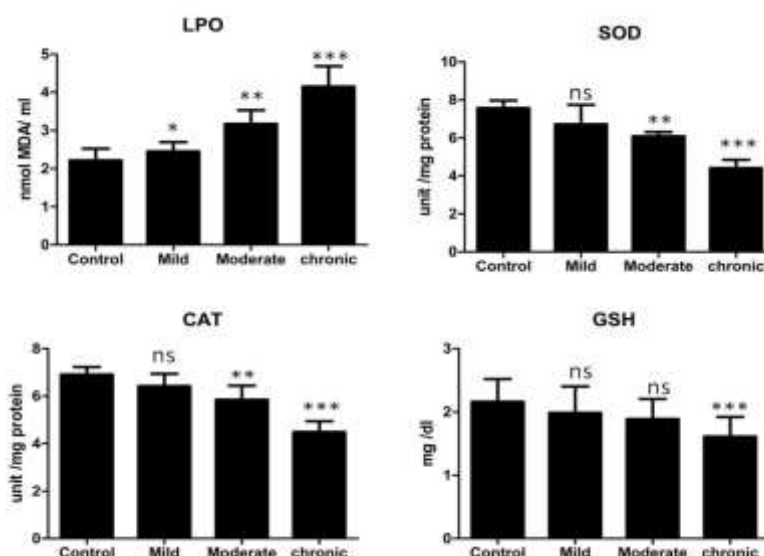 LPO
nmol MDA/ ml
5
4
3
2
1
0
*
**
***
Control Mild Moderate chronic
SOD
unit /mg protein
10
8
6
4
2
0
ns
**
***
Control Mild Moderate chronic
CAT
unit /mg protein
8
6
4
2
0
ns
**
***
Control Mild Moderate chronic
GSH
mg /dl
3
2
1
0
ns
ns
***
Control Mild Moderate chronic